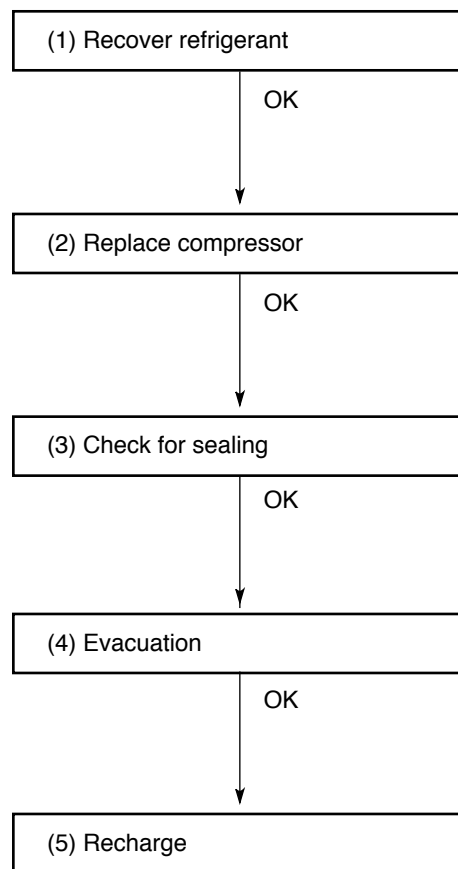 (1) Recover refrigerant
OK
(2) Replace compressor
OK
(3) Check for sealing
OK
(4) Evacuation
OK
(5) Recharge